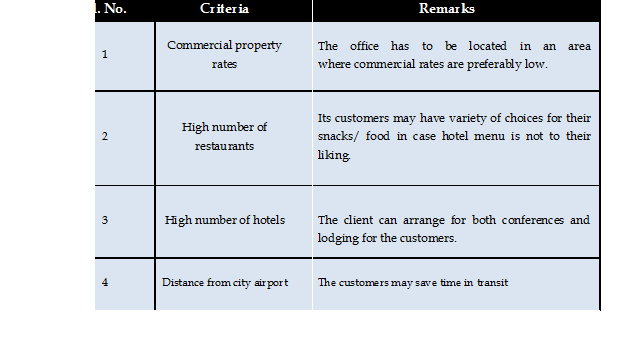 . No. Criteria Remarks
1 Commercial property rates The office has to be located in an area
where commercial rates are preferably low.
2 High number of restaurants Its customers may have variety of choices for their
snacks/ food in case hotel menu is not to their
liking.
3 High number of hotels The client can arrange for both conferences and
lodging for the customers.
4 Distance from city airport The customers may save time in transit